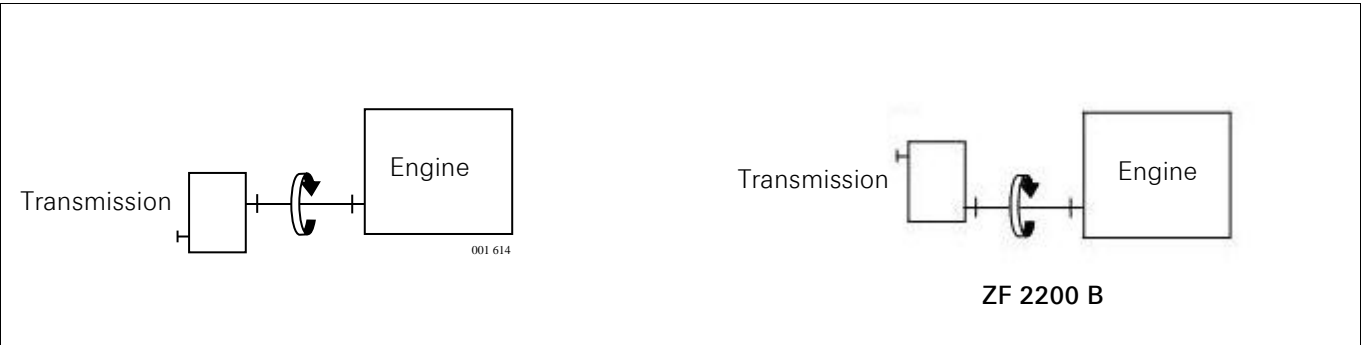 Transmission
Engine
001 614
Transmission
Engine
ZF 2200 B